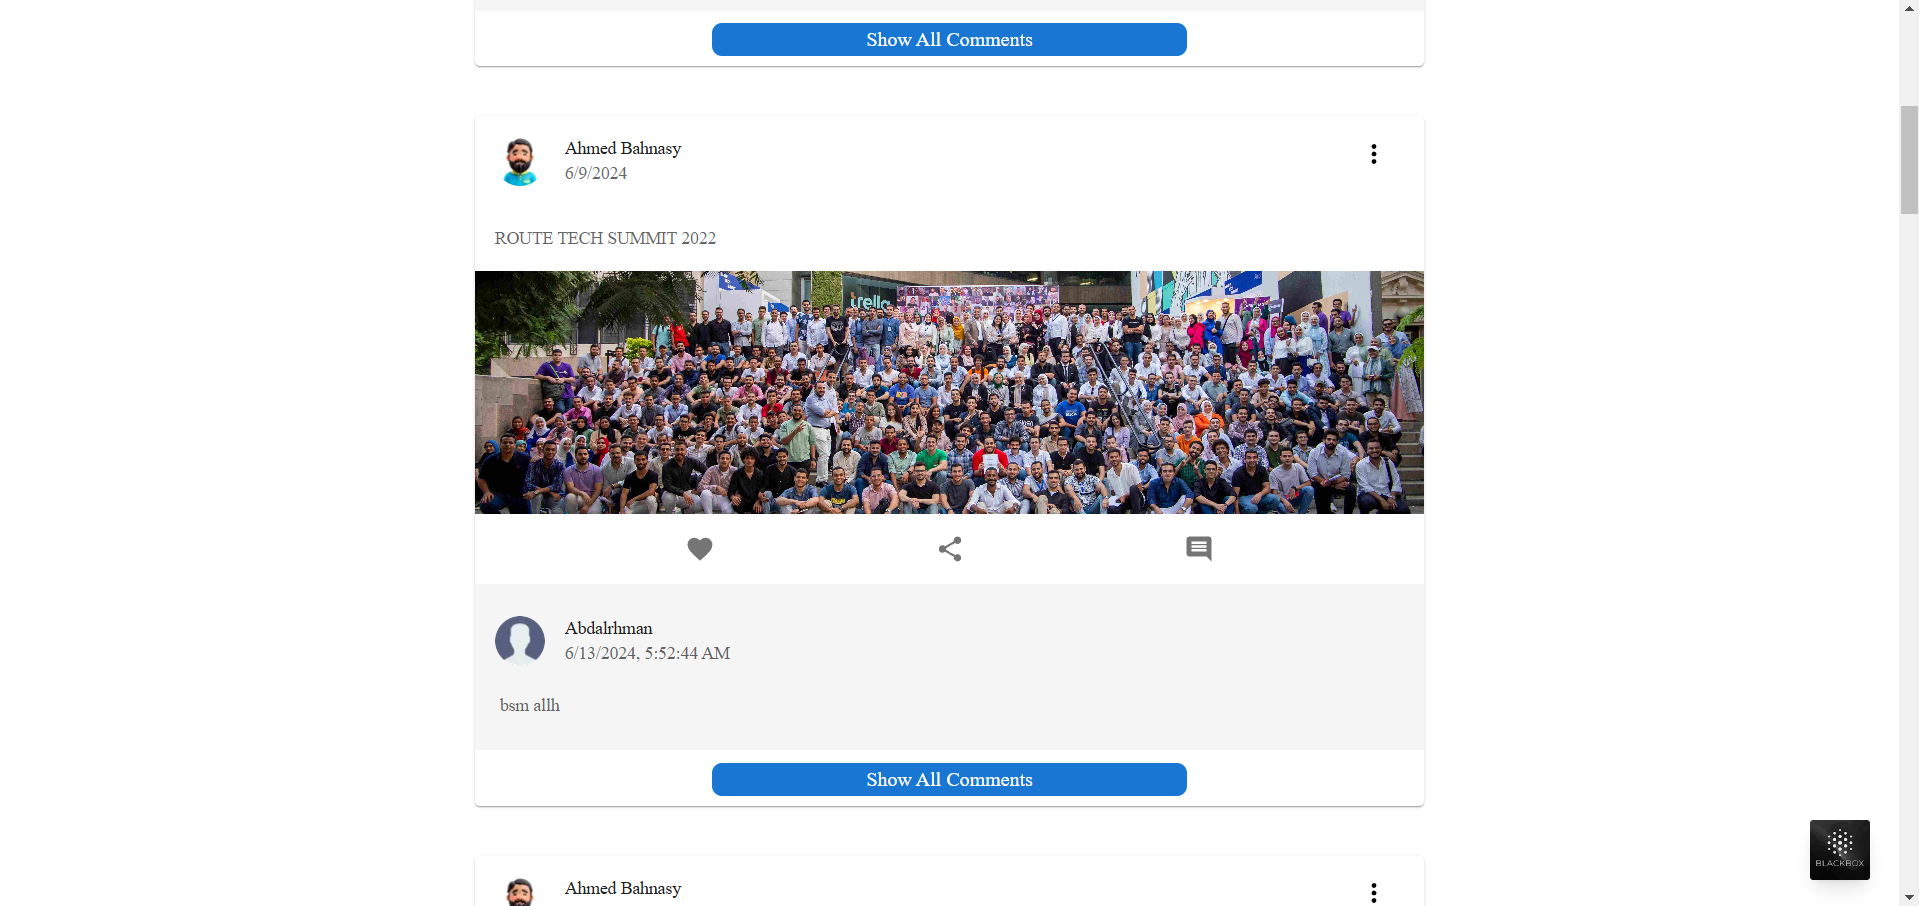 Show All Comments
Ahmed Bahnasy
6/9/2024
ROUTE TECH SUMMIT 2022
trella
Abdalrhman
6/13/2024, 5:52:44 AM
bsm allh
Show All Comments
BLACKBOX
Ahmed Bahnasy